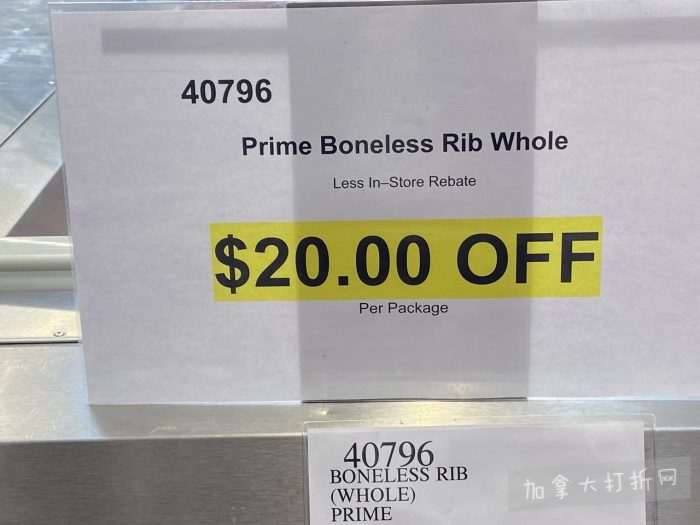 40796
Prime Boneless Rib Whole
Less In–Store Rebate
$20.00 OFF
Per Package
40796
BONELESS RIB
(WHOLE)
PRIME
加拿大打折网